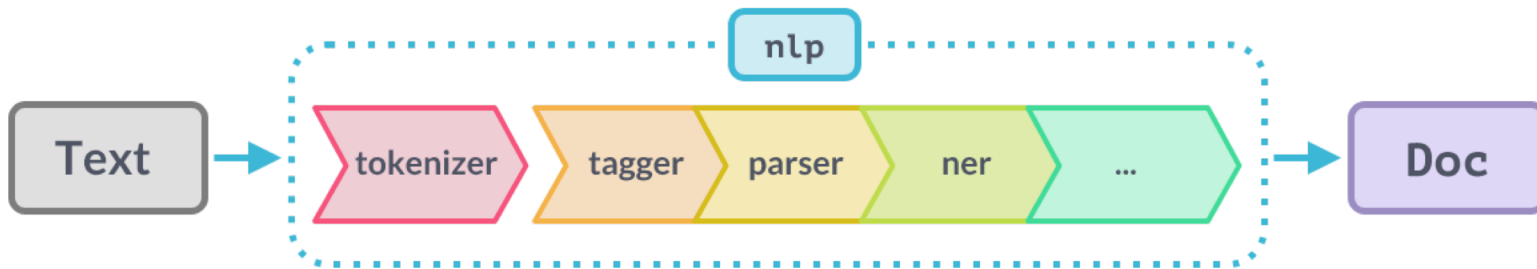 nlp
Text
tokenizer
tagger
parser
ner
...
Doc